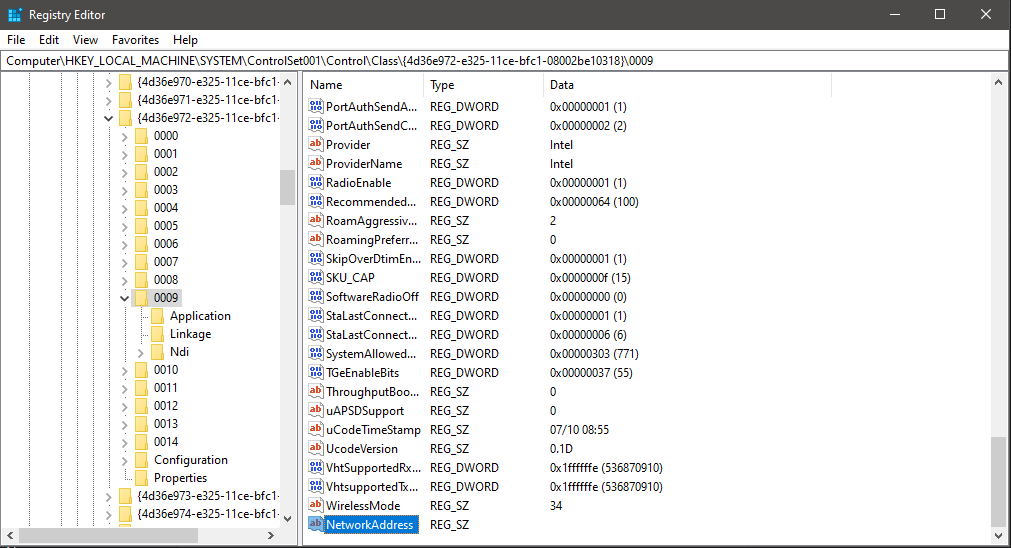 Registry Editor
File Edit View Favorites Help
Computer\HKEY_LOCAL_MACHINE\SYSTEM\ControlSet001\Control\Class\{4d36e972-e325-11ce-bfc1-08002be10318}\0009
{4d36e970-e325-11ce-bfc1-
{4d36e971-e325-11ce-bfc1-
{4d36e972-e325-11ce-bfc1-
0000
0001
0002
0003
0004
0005
0006
0007
0008
0009
Application
Linkage
Ndi
0010
0011
0012
0013
0014
Configuration
Properties
{4d36e973-e325-11ce-bfc1-
{4d36e974-e325-11ce-bfc1-
Name Type Data
PortAuthSendA... REG_DWORD 0x00000001 (1)
PortAuthSendC... REG_DWORD 0x00000002 (2)
Provider REG_SZ Intel
ProviderName REG_SZ Intel
RadioEnable REG_DWORD 0x00000001 (1)
Recommended... REG_DWORD 0x00000064 (100)
RoamAggressiv... REG_SZ 2
RoamingPreferr... REG_SZ 0
SkipOverDtimEn... REG_DWORD 0x00000001 (1)
SKU_CAP REG_DWORD 0x0000000f (15)
SoftwareRadioOff REG_DWORD 0x00000000 (0)
StaLastConnect... REG_DWORD 0x00000001 (1)
StaLastConnect... REG_DWORD 0x00000006 (6)
SystemAllowed... REG_DWORD 0x00000303 (771)
TGeEnableBits REG_DWORD 0x00000037 (55)
ThroughputBoo... REG_SZ 0
uAPSDSupport REG_SZ 0
uCodeTimeStamp REG_SZ 07/10 08:55
UcodeVersion REG_SZ 0.1D
VhtSupportedRx... REG_DWORD 0x1ffffffe (536870910)
VhtsupportedTx... REG_DWORD 0x1ffffffe (536870910)
WirelessMode REG_SZ 34
NetworkAddress REG_SZ